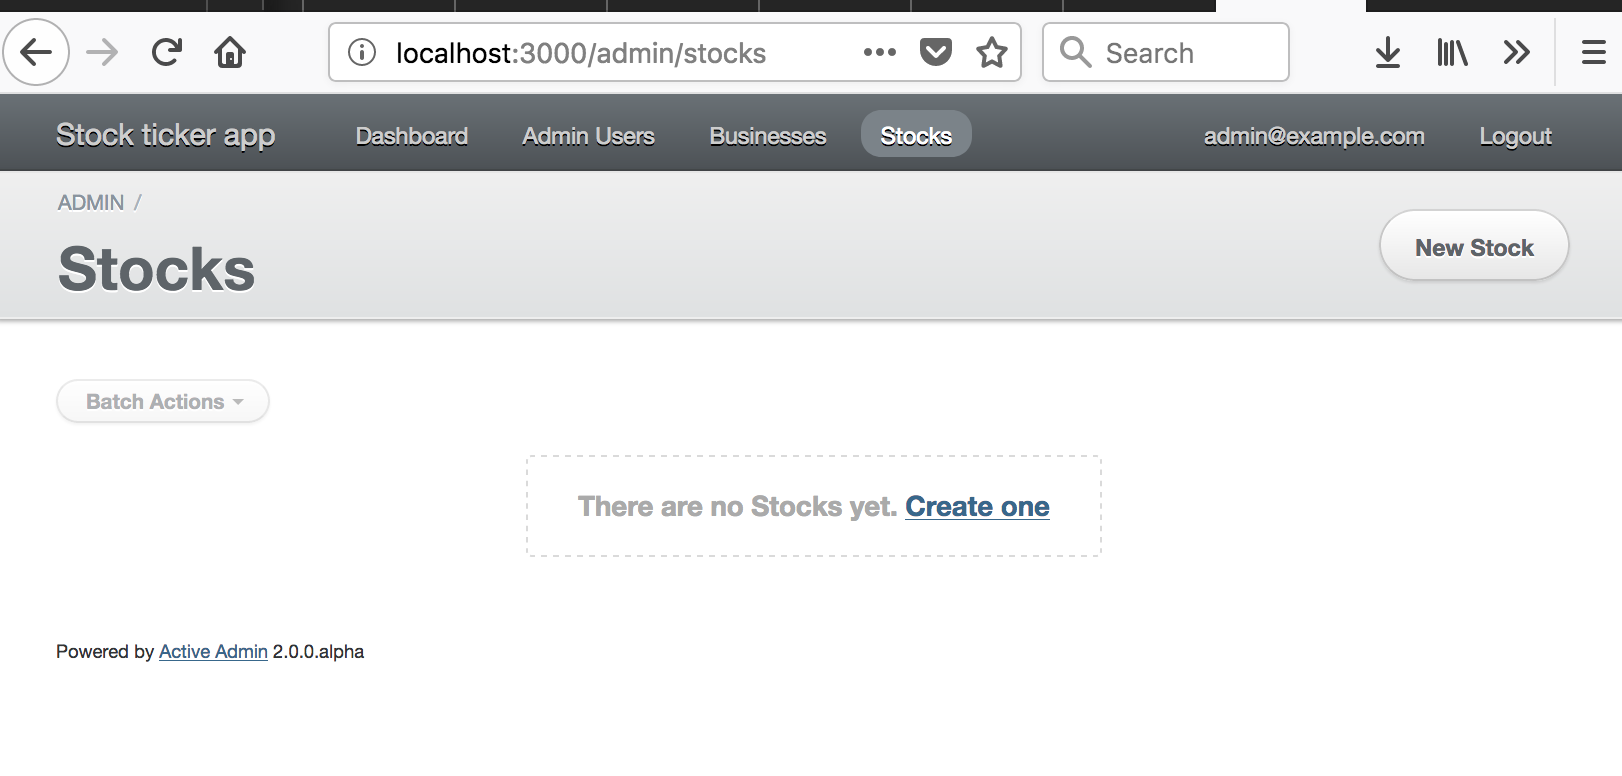 localhost:3000/admin/stocks
Search
Stock ticker app Dashboard Admin Users Businesses Stocks admin@example.com Logout
ADMIN /
Stocks
New Stock
Batch Actions
There are no Stocks yet. Create one
Powered by Active Admin 2.0.0.alpha